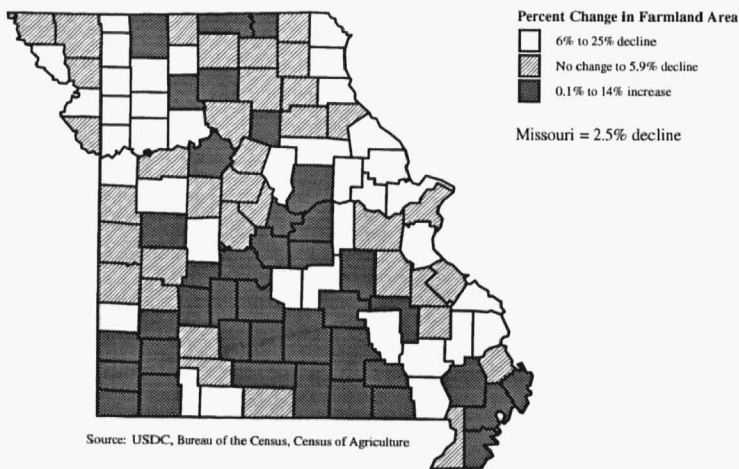 Percent Change in Farmland Area
6% to 25% decline
No change to 5.9% decline
0.1% to 14% increase
Missouri = 2.5% decline
Source: USDC, Bureau of the Census, Census of Agriculture